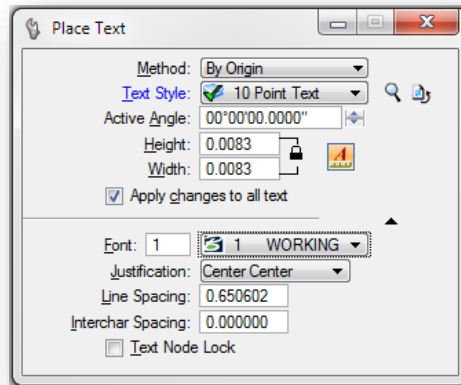 Place Text
Method: By Origin
Text Style: 10 Point Text
Active Angle: 00°00'00.0000"
Height: 0.0083
Width: 0.0083
A
Apply changes to all text
Font: 1 1 WORKING
Justification: Center Center
Line Spacing: 0.650602
Interchar Spacing: 0.000000
Text Node Lock